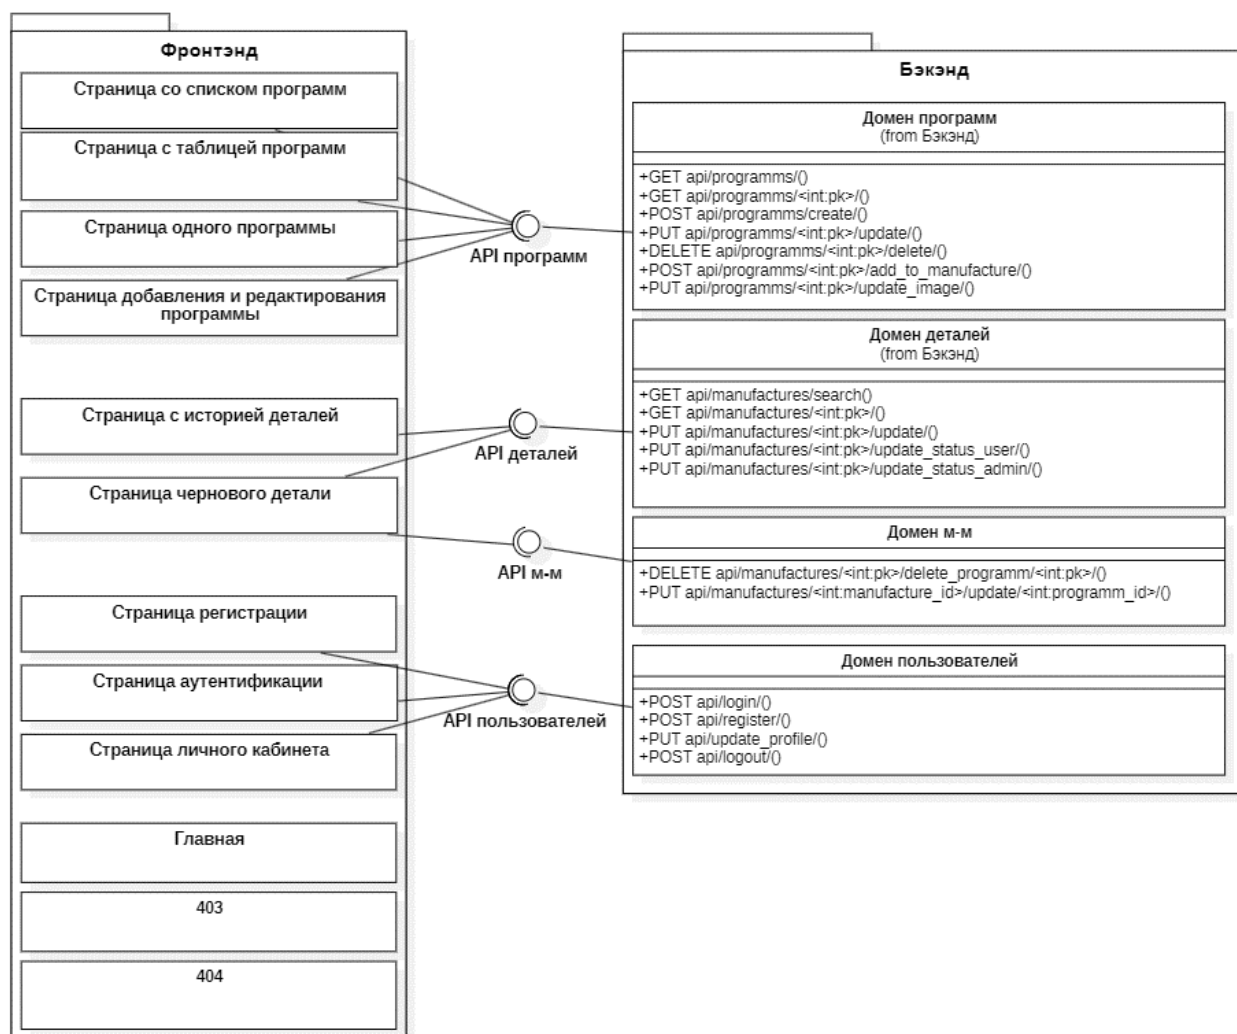 Фронтэнд
Страница со списком программ
Страница с таблицей программ
Страница одного программы
Страница добавления и редактирования
программы
Страница с историей деталей
Страница чернового детали
Страница регистрации
Страница аутентификации
Страница личного кабинета
Главная
403
404
API программ
API деталей
API м-м
API пользователей
Бэкэнд
Домен программ
(from Бэкэнд)
+GET api/programms/()
+GET api/programms/<int:pk>/()
+POST api/programms/create/()
+PUT api/programms/<int:pk>/update/()
+DELETE api/programms/<int:pk>/delete/()
+POST api/programms/<int:pk>/add_to_manufacture/()
+PUT api/programms/<int:pk>/update_image/()
Домен деталей
(from Бэкэнд)
+GET api/manufactures/search()
+GET api/manufactures/<int:pk>/()
+PUT api/manufactures/<int:pk>/update/()
+PUT api/manufactures/<int:pk>/update_status_user/()
+PUT api/manufactures/<int:pk>/update_status_admin/()
Домен м-м
+DELETE api/manufactures/<int:pk>/delete_programm/<int:pk>/()
+PUT api/manufactures/<int:manufacture_id>/update/<int:programm_id>/()
Домен пользователей
+POST api/login/()
+POST api/register/()
+PUT api/update_profile/()
+POST api/logout/()